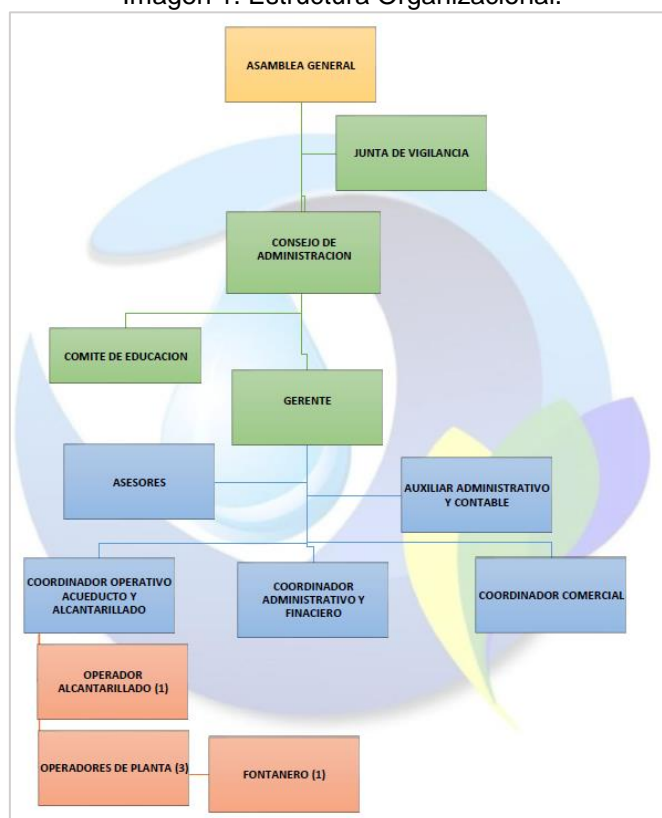 Imagen 1. Estructura Organizacional.
ASAMBLEA GENERAL
JUNTA DE VIGILANCIA
CONSEJO DE
ADMINISTRACION
COMITE DE EDUCACION
GERENTE
ASESORES
AUXILIAR ADMINISTRATIVO
Y CONTABLE
COORDINADOR OPERATIVO
ACUEDUCTO Y
ALCANTARILLADO
COORDINADOR
ADMINISTRATIVO Y
FINACIERO
COORDINADOR COMERCIAL
OPERADOR
ALCANTARILLADO (1)
OPERADORES DE PLANTA (3)
FONTANERO (1)